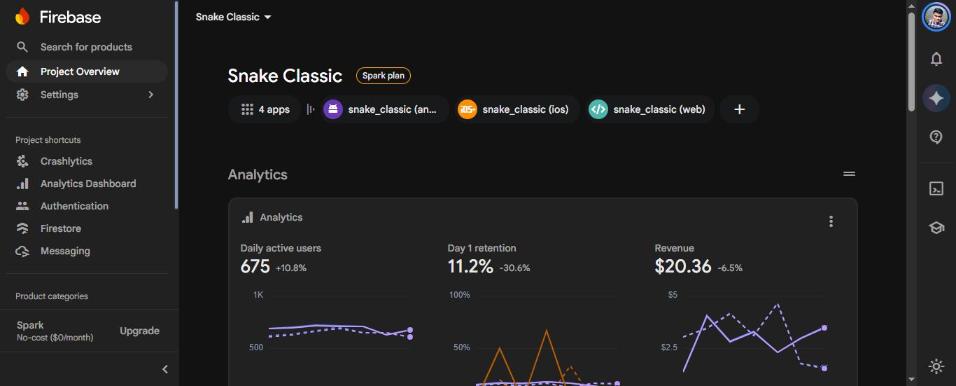 Firebase
Search for products
Project Overview
Settings
Project shortcuts
Crashlytics
Analytics Dashboard
Authentication
Firestore
Messaging
Product categories
Spark
No-cost ($0/month)
Upgrade
Snake Classic
Snake Classic
Spark plan
4 apps
snake_classic (an...
iOS+
snake_classic (ios)
snake_classic (web)
+
Analytics
Analytics
Daily active users
675 +10.8%
1K
500
Day 1 retention
11.2% -30.6%
100%
50%
Revenue
$20.36 -6.5%
$5
$2.5